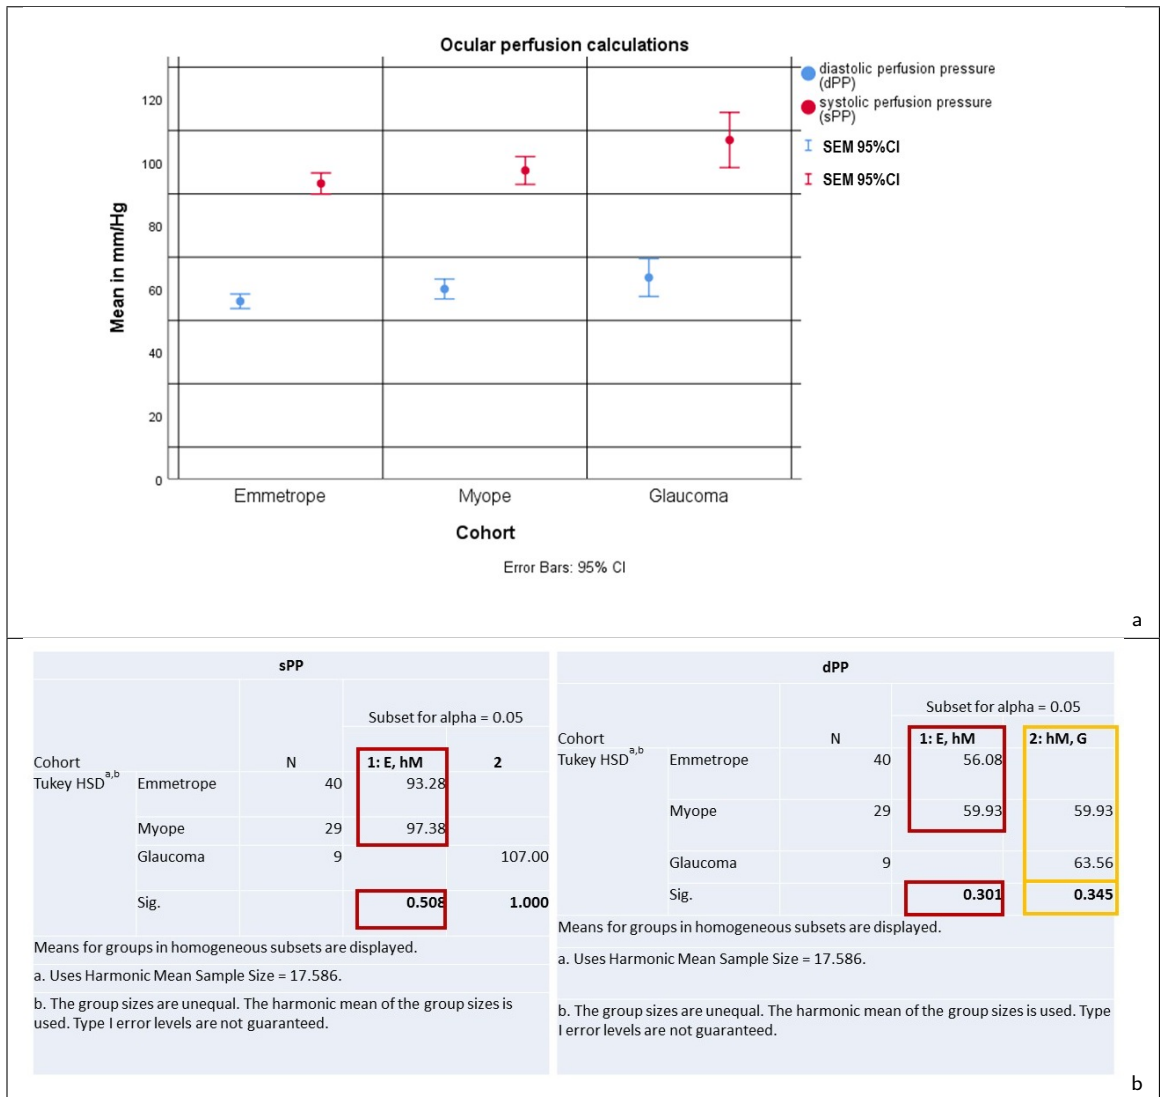 Ocular perfusion calculations
diastolic perfusion pressure
(dPP)
systolic perfusion pressure
(sPP)
SEM 95%CI
SEM 95%CI
Mean in mm/Hg
120
100
80
60
40
20
0
Emmetrope Myope Glaucoma
Cohort
Error Bars: 95% CI
a
sPP
Subset for alpha = 0.05
Cohort N 1: E, hM 2
Tukey HSDa,b Emmetrope 40 93.28
Myope 29 97.38
Glaucoma 9 107.00
Sig. 0.508 1.000
Means for groups in homogeneous subsets are displayed.
a. Uses Harmonic Mean Sample Size = 17.586.
b. The group sizes are unequal. The harmonic mean of the group sizes is
used. Type I error levels are not guaranteed.
dPP
Subset for alpha = 0.05
Cohort N 1: E, hM 2: hM, G
Tukey HSDa,b Emmetrope 40 56.08
Myope 29 59.93 59.93
Glaucoma 9 63.56
Sig. 0.301 0.345
Means for groups in homogeneous subsets are displayed.
a. Uses Harmonic Mean Sample Size = 17.586.
b. The group sizes are unequal. The harmonic mean of the group sizes is used. Type
I error levels are not guaranteed.
b